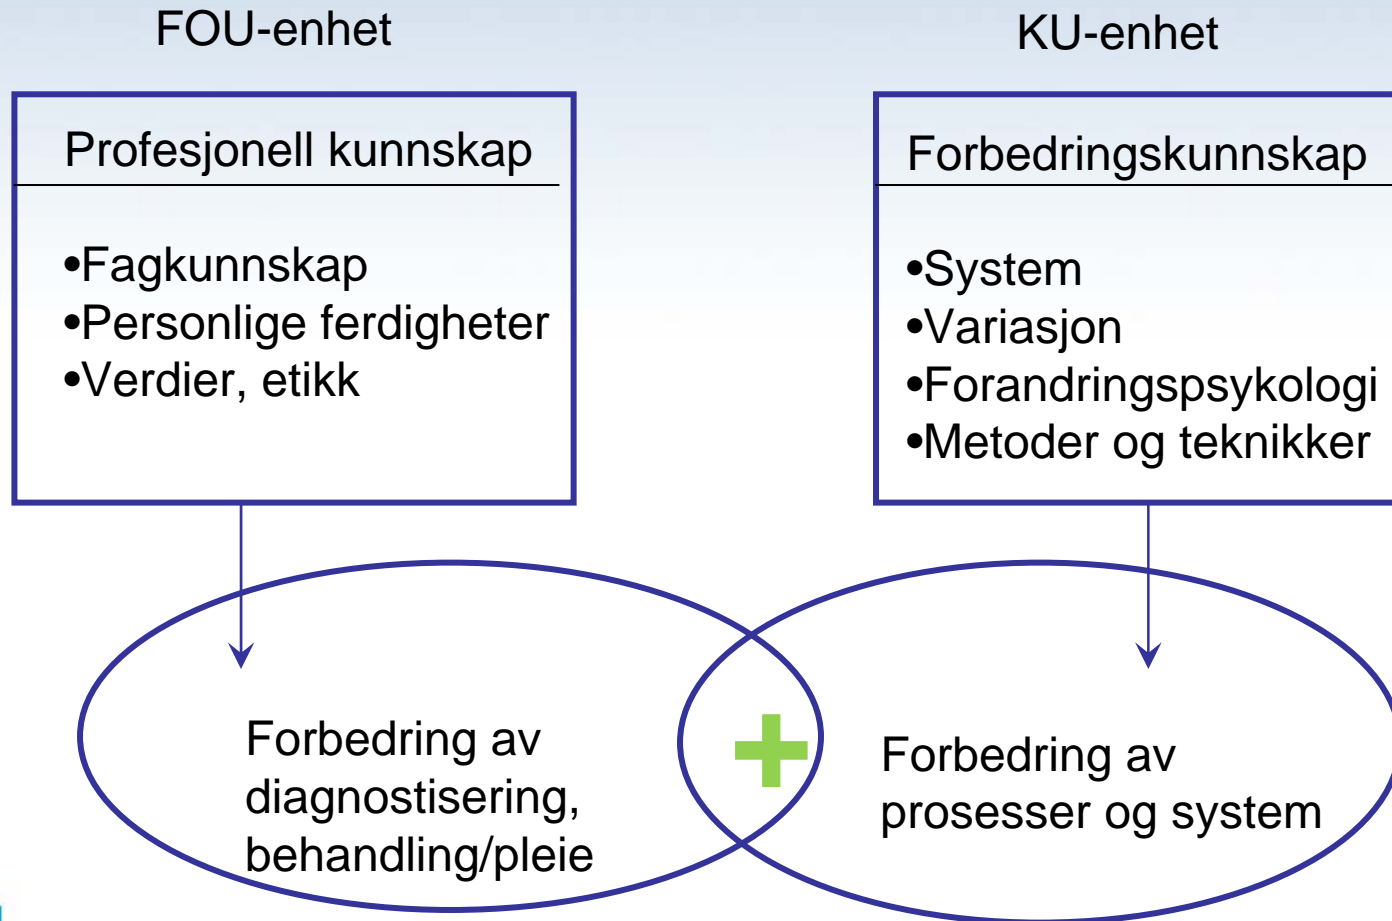 FOU-enhet
KU-enhet
Profesjonell kunnskap
•Fagkunnskap
•Personlige ferdigheter
•Verdier, etikk
Forbedringskunnskap
•System
•Variasjon
•Forandringspsykologi
•Metoder og teknikker
Forbedring av
diagnostisering,
behandling/pleie
Forbedring av
prosesser og system